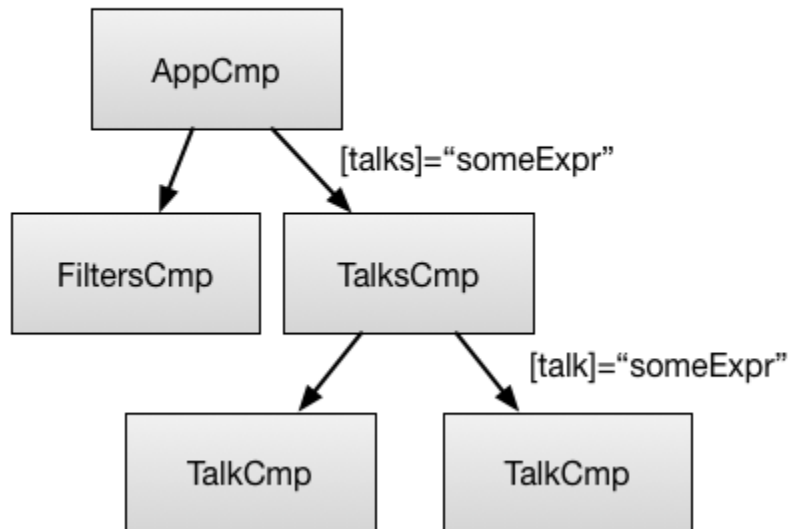 AppCmp
[talks]=“someExpr”
FiltersCmp
TalksCmp
[talk]=“someExpr”
TalkCmp
TalkCmp